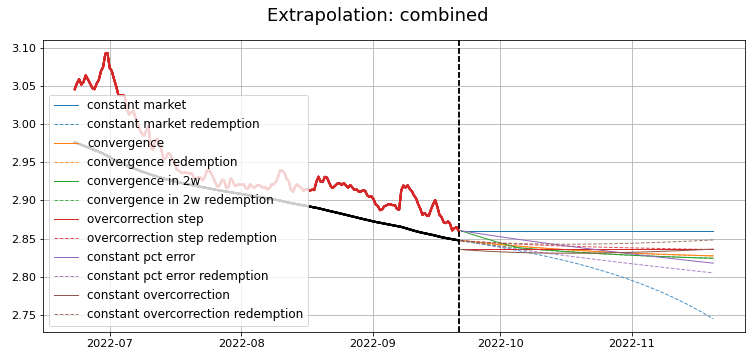 Extrapolation: combined
3.10
3.05
3.00
2.95
2.90
2.85
2.80
2.75
constant market
constant market redemption
convergence
convergence redemption
convergence in 2w
convergence in 2w redemption
overcorrection step
overcorrection step redemption
constant pct error
constant pct error redemption
constant overcorrection
constant overcorrection redemption
2022-07 2022-08 2022-09 2022-10 2022-11